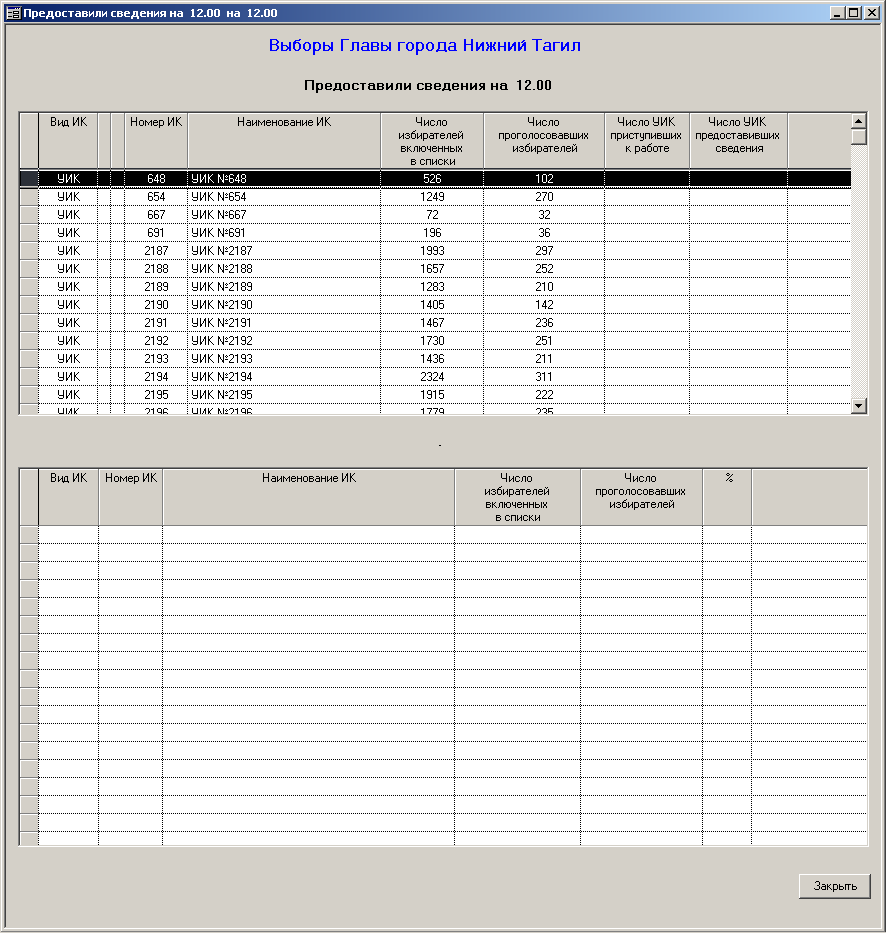 Предоставили сведения на 12.00 на 12.00
Выборы Главы города Нижний Тагил
Предоставили сведения на 12.00
Вид ИК Номер ИК Наименование ИК Число избирателей включенных в списки Число проголосовавших избирателей Число УИК приступивших к работе Число УИК предоставивших сведения
УИК 648 УИК №648 526 102
УИК 654 УИК №654 1249 270
УИК 667 УИК №667 72 32
УИК 691 УИК №691 196 36
УИК 2187 УИК №2187 1993 297
УИК 2188 УИК №2188 1657 252
УИК 2189 УИК №2189 1283 210
УИК 2190 УИК №2190 1405 142
УИК 2191 УИК №2191 1467 236
УИК 2192 УИК №2192 1730 251
УИК 2193 УИК №2193 1436 211
УИК 2194 УИК №2194 2324 311
УИК 2195 УИК №2195 1915 222
УИК 2196 УИК №2196 1779 235
Вид ИК Номер ИК Наименование ИК Число избирателей включенных в списки Число проголосовавших избирателей %
Закрыть